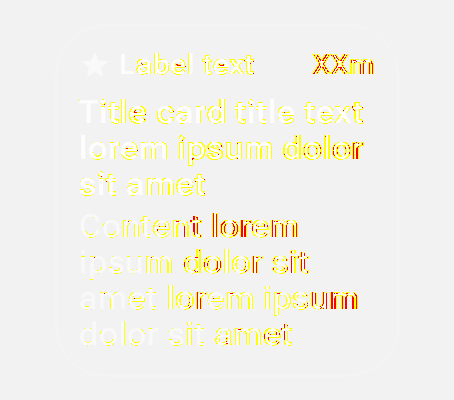 Label text XXm
Title card title text
lorem ipsum dolor
sit amet
Content lorem
ipsum dolor sit
amet lorem ipsum
dolor sit amet